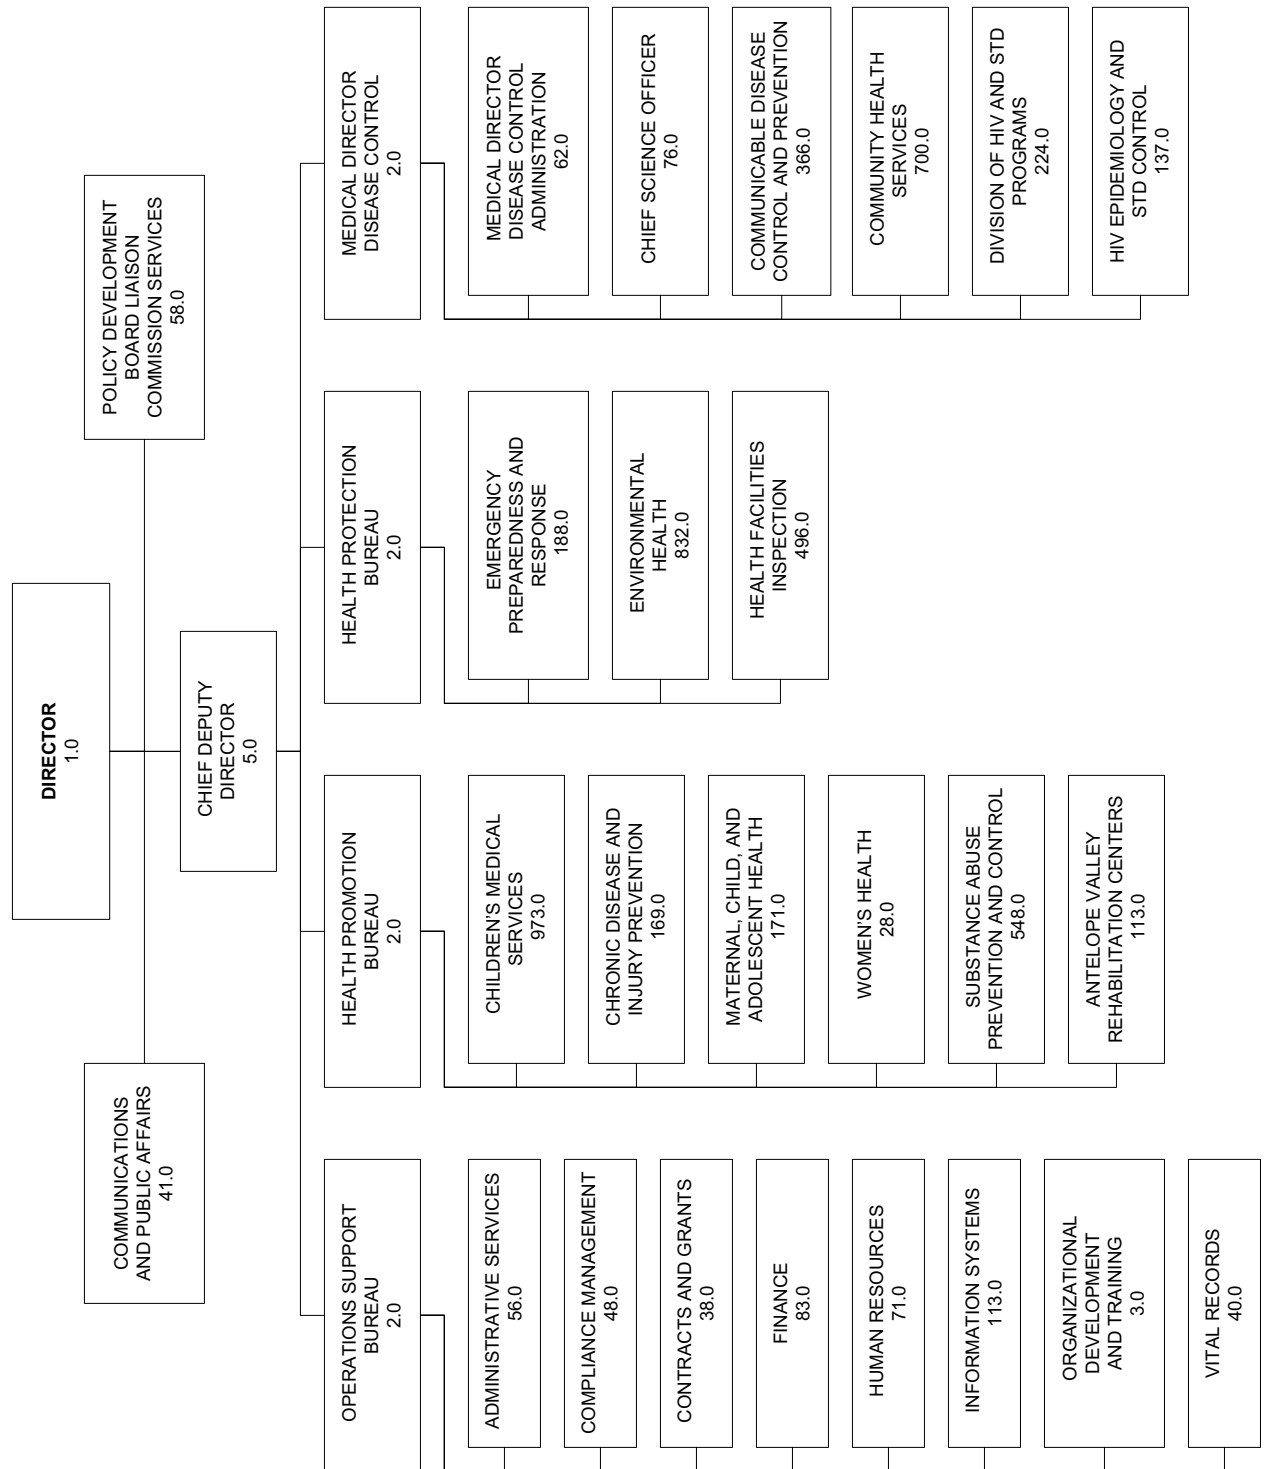 DIRECTOR
1.0
COMMUNICATIONS
AND PUBLIC AFFAIRS
41.0
POLICY DEVELOPMENT
BOARD LIAISON
COMMISSION SERVICES
58.0
CHIEF DEPUTY
DIRECTOR
5.0
OPERATIONS SUPPORT
BUREAU
2.0
ADMINISTRATIVE SERVICES
56.0
COMPLIANCE MANAGEMENT
48.0
CONTRACTS AND GRANTS
38.0
FINANCE
83.0
HUMAN RESOURCES
71.0
INFORMATION SYSTEMS
113.0
ORGANIZATIONAL
DEVELOPMENT
AND TRAINING
3.0
VITAL RECORDS
40.0
HEALTH PROMOTION
BUREAU
2.0
CHILDREN'S MEDICAL
SERVICES
973.0
CHRONIC DISEASE AND
INJURY PREVENTION
169.0
MATERNAL, CHILD, AND
ADOLESCENT HEALTH
171.0
WOMEN'S HEALTH
28.0
SUBSTANCE ABUSE
PREVENTION AND CONTROL
548.0
ANTELOPE VALLEY
REHABILITATION CENTERS
113.0
HEALTH PROTECTION
BUREAU
2.0
EMERGENCY
PREPAREDNESS AND
RESPONSE
188.0
ENVIRONMENTAL
HEALTH
832.0
HEALTH FACILITIES
INSPECTION
496.0
MEDICAL DIRECTOR
DISEASE CONTROL
2.0
MEDICAL DIRECTOR
DISEASE CONTROL
ADMINISTRATION
62.0
CHIEF SCIENCE OFFICER
76.0
COMMUNICABLE DISEASE
CONTROL AND PREVENTION
366.0
COMMUNITY HEALTH
SERVICES
700.0
DIVISION OF HIV AND STD
PROGRAMS
224.0
HIV EPIDEMIOLOGY AND
STD CONTROL
137.0